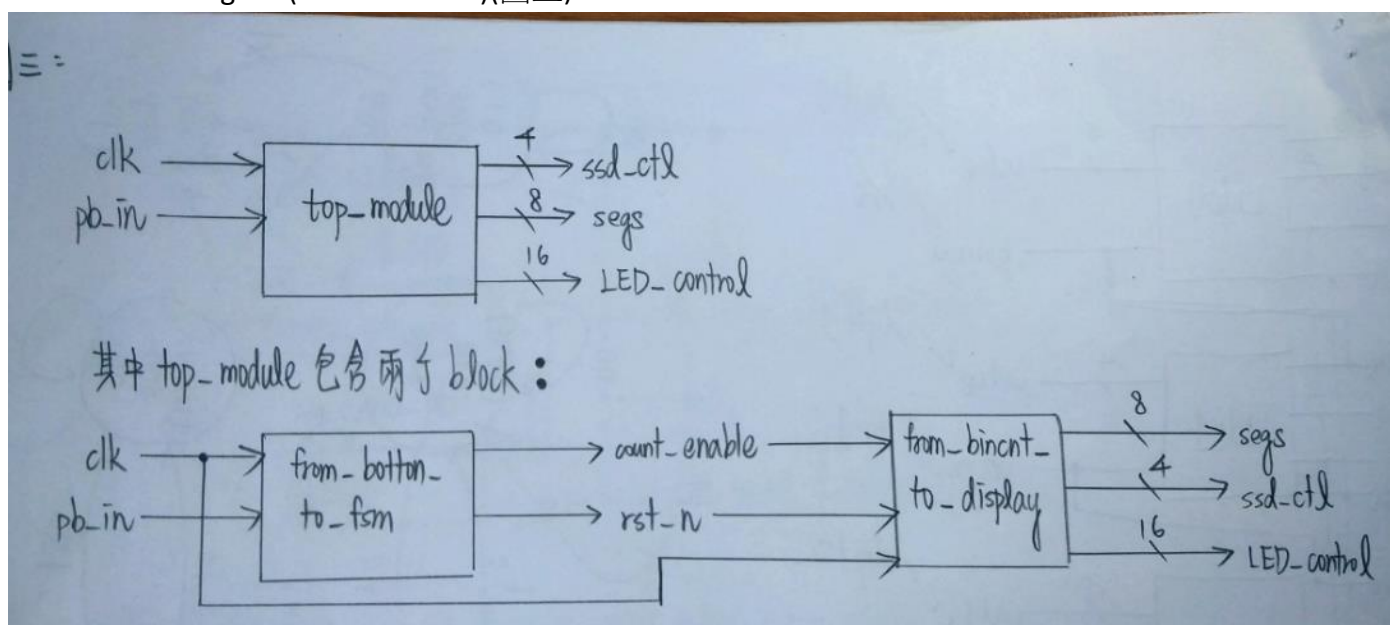 三:
clk
pb_in
top_module
4
ssd_ctl
8
segs
16
LED_control
其中 top_module 包含兩個 block:
clk
pb_in
from_botton_
to_fsm
count_enable
rst_n
from_bincnt_
to_display
8
segs
4
ssd_ctl
16
LED_control